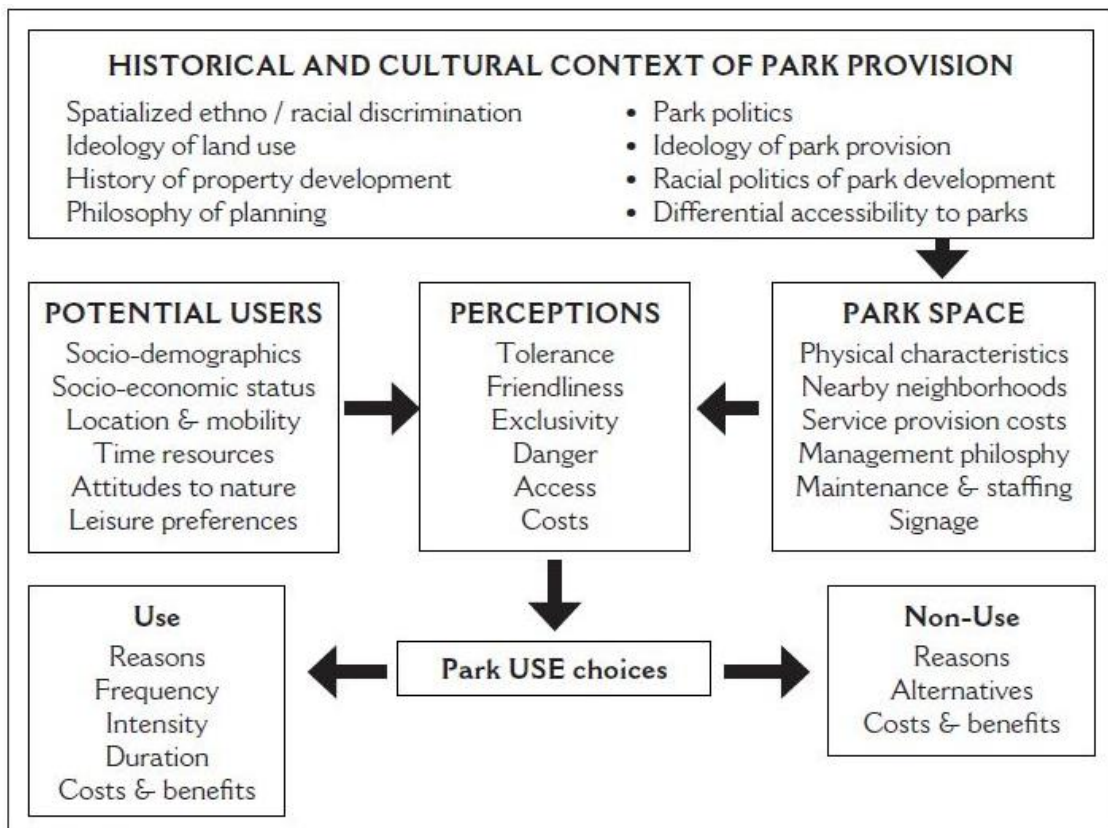 HISTORICAL AND CULTURAL CONTEXT OF PARK PROVISION
Spatialized ethno / racial discrimination
Ideology of land use
History of property development
Philosophy of planning
• Park politics
• Ideology of park provision
• Racial politics of park development
• Differential accessibility to parks
POTENTIAL USERS
Socio-demographics
Socio-economic status
Location & mobility
Time resources
Attitudes to nature
Leisure preferences
PERCEPTIONS
Tolerance
Friendliness
Exclusivity
Danger
Access
Costs
PARK SPACE
Physical characteristics
Nearby neighborhoods
Service provision costs
Management philosphy
Maintenance & staffing
Signage
Use
Reasons
Frequency
Intensity
Duration
Costs & benefits
Park USE choices
Non-Use
Reasons
Alternatives
Costs & benefits